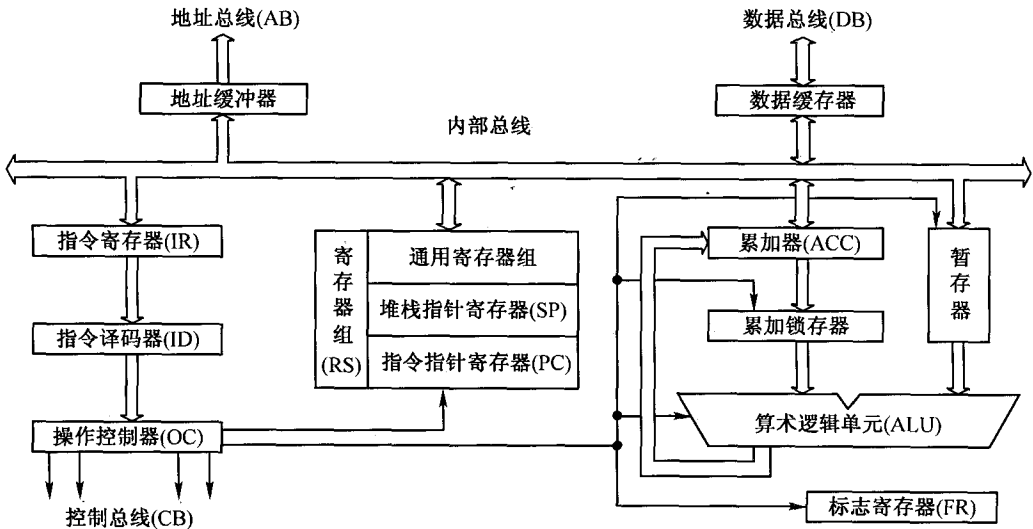 地址总线(AB)
数据总线(DB)
地址缓冲器
数据缓存器
内部总线
指令寄存器(IR)
寄存器组(RS)
通用寄存器组
堆栈指针寄存器(SP)
指令指针寄存器(PC)
累加器(ACC)
暂存器
指令译码器(ID)
累加锁存器
操作控制器(OC)
算术逻辑单元(ALU)
控制总线(CB)
标志寄存器(FR)